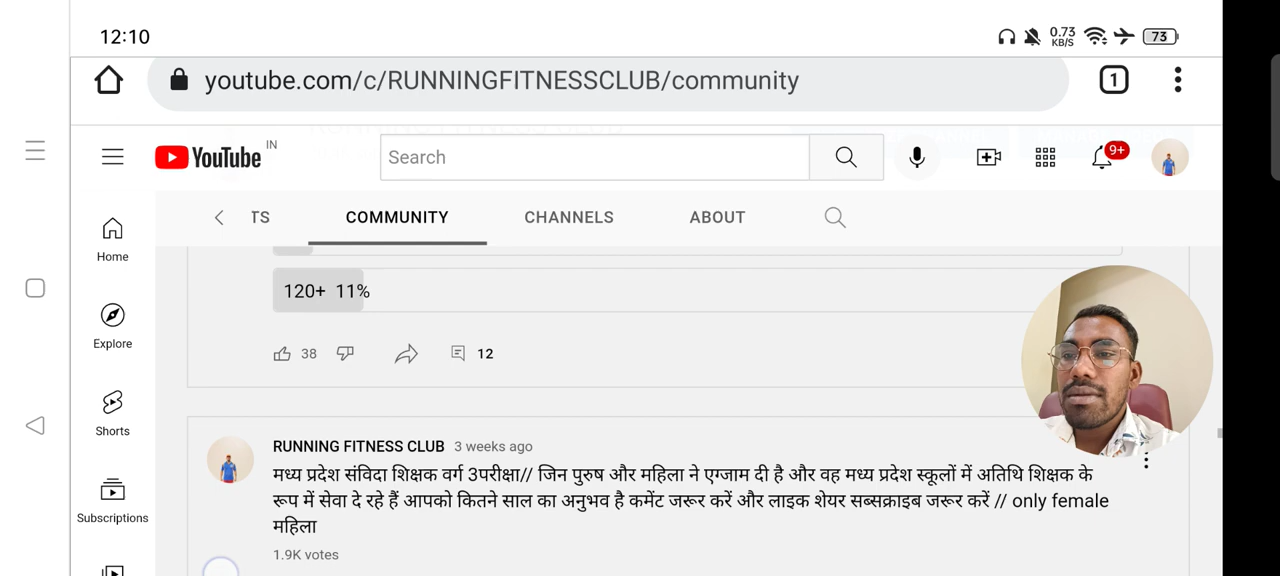 12:10
0.73
KB/S
73
youtube.com/c/RUNNINGFITNESSCLUB/community
1
YouTube IN
Search
9+
TS
COMMUNITY
CHANNELS
ABOUT
Home
120+ 11%
Explore
38
12
Shorts
RUNNING FITNESS CLUB 3 weeks ago
मध्य प्रदेश संविदा शिक्षक वर्ग 3परीक्षा// जिन पुरुष और महिला ने एग्जाम दी है और वह मध्य प्रदेश स्कूलों में अतिथि शिक्षक के
रूप में सेवा दे रहे हैं आपको कितने साल का अनुभव है कमेंट जरूर करें और लाइक शेयर सब्सक्राइब जरूर करें // only female
महिला
Subscriptions
1.9K votes